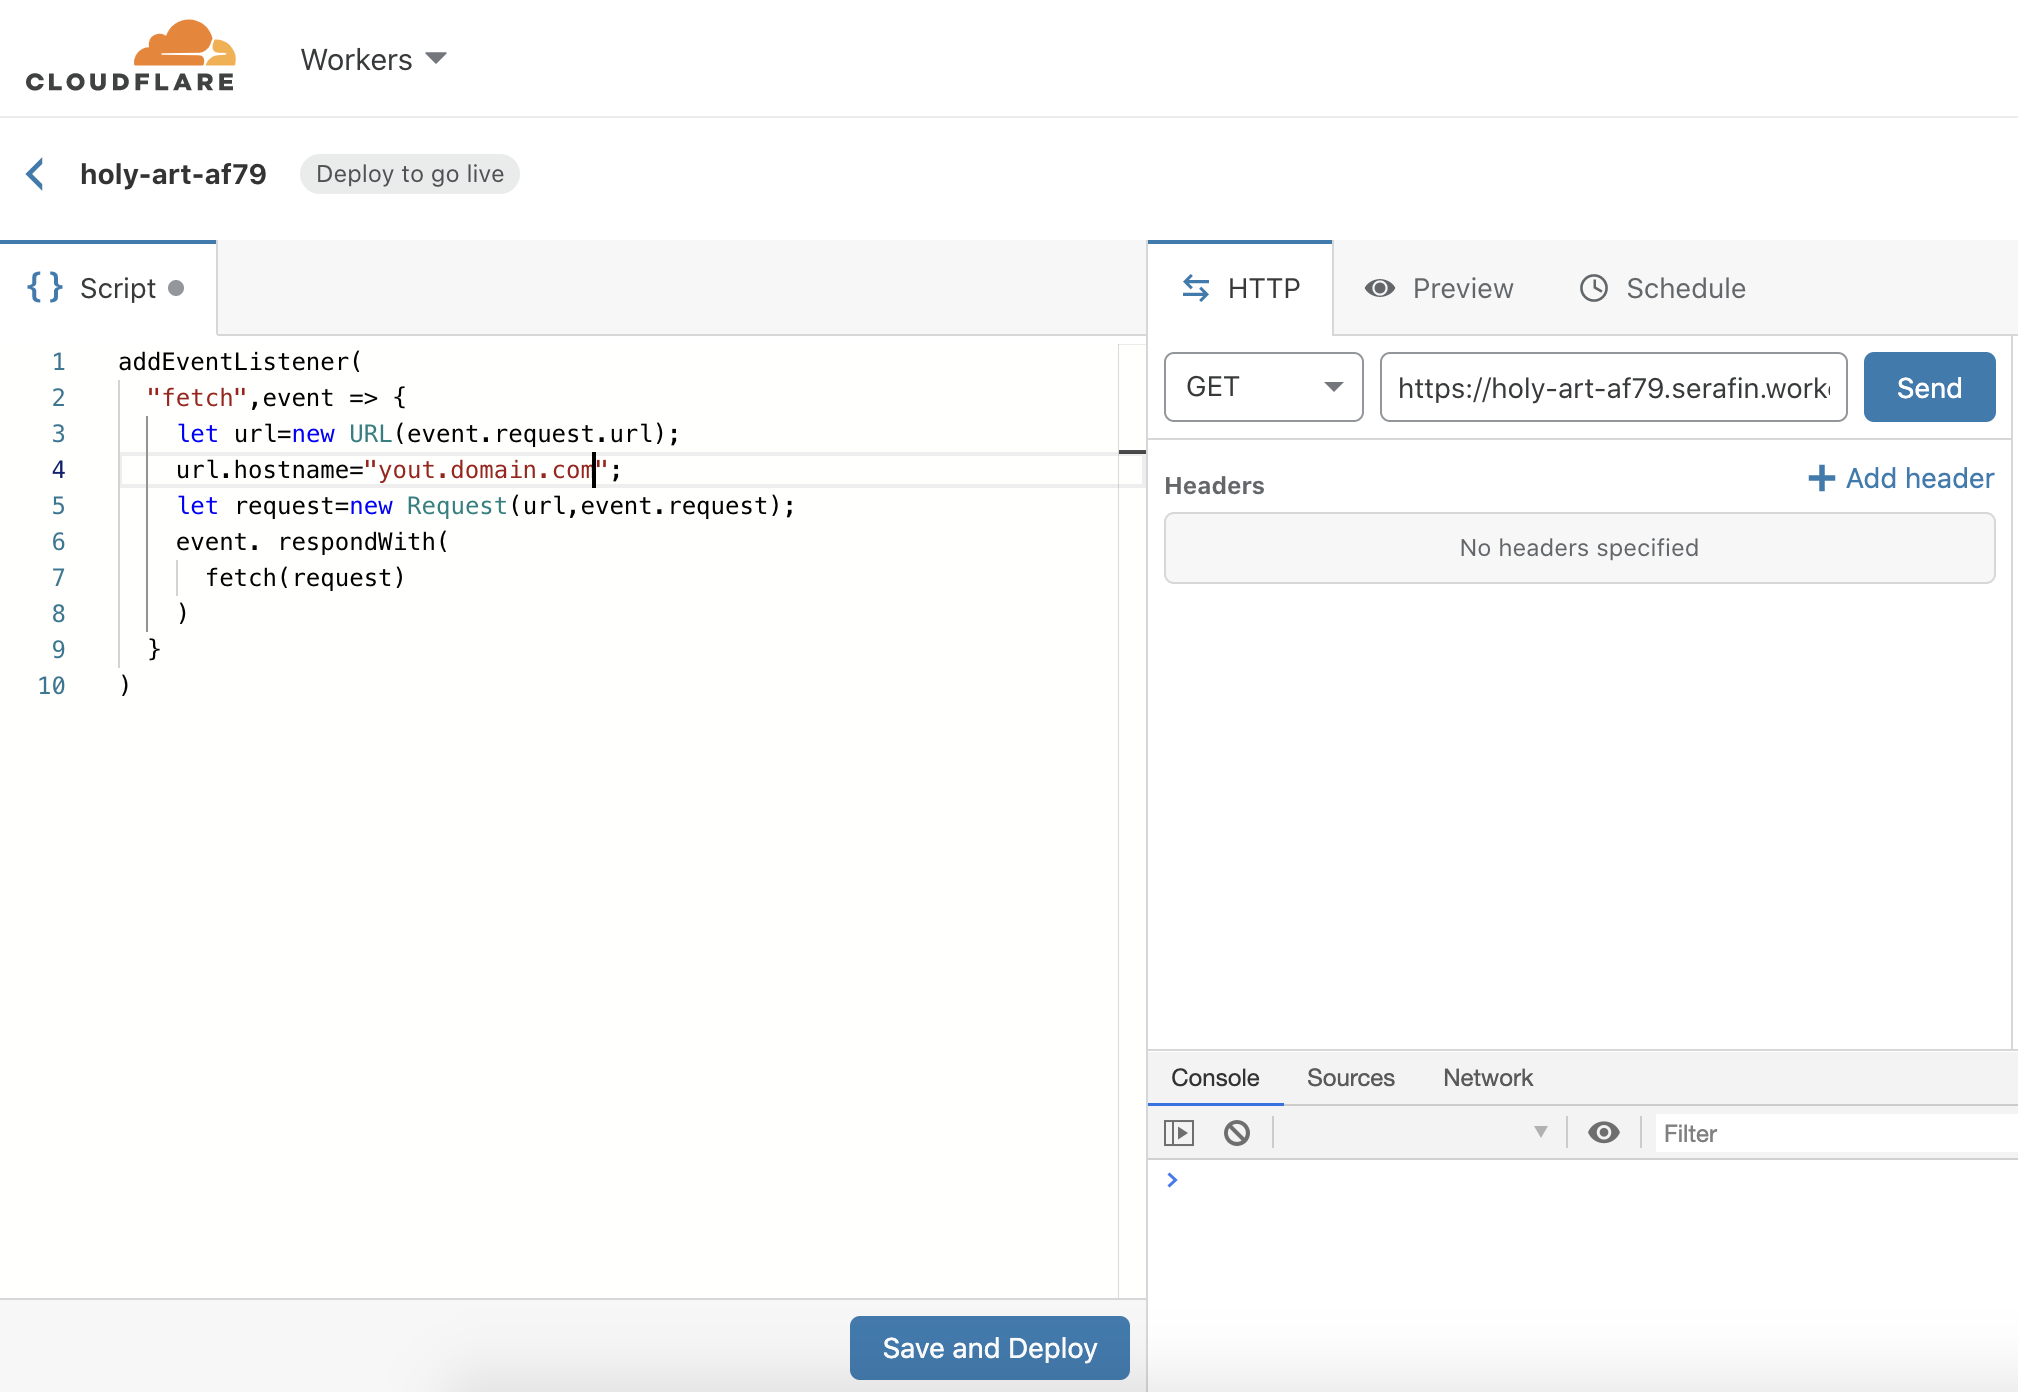 CLOUDFLARE
Workers
holy-art-af79
Deploy to go live
{} Script
HTTP
Preview
Schedule
1 addEventListener(
2 "fetch",event => {
3 let url=new URL(event.request.url);
4 url.hostname="yout.domain.com";
5 let request=new Request(url,event.request);
6 event. respondWith(
7 fetch(request)
8 )
9 }
10 )
GET
https://holy-art-af79.serafin.work
Send
Headers
Add header
No headers specified
Console
Sources
Network
Filter
Save and Deploy